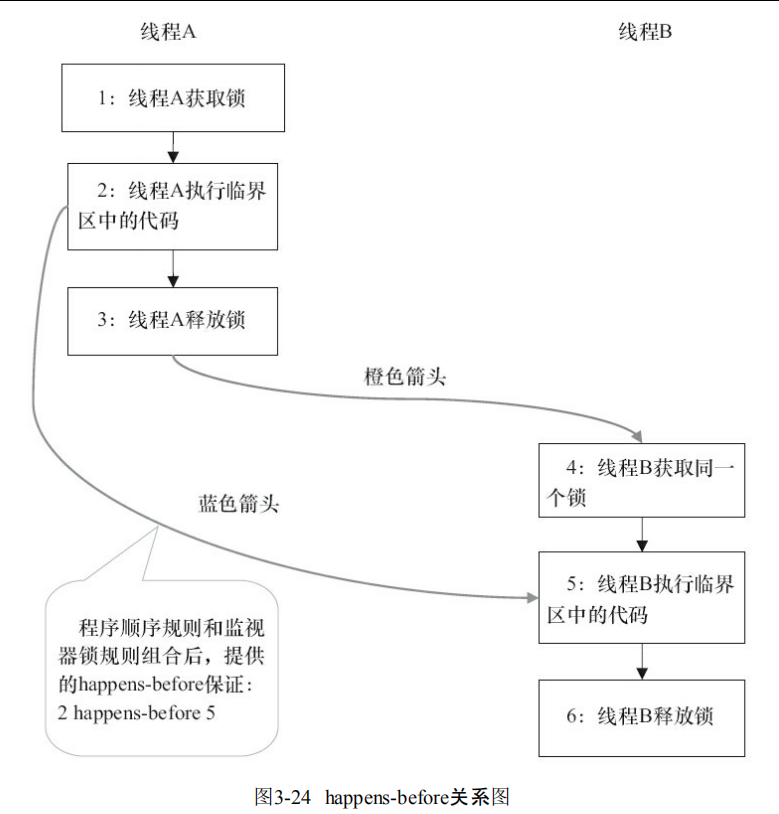 线程A
线程B
1：线程A获取锁
2：线程A执行临界
区中的代码
3：线程A释放锁
橙色箭头
4：线程B获取同一
个锁
蓝色箭头
5：线程B执行临界
区中的代码
程序顺序规则和监视
器锁规则组合后，提供
的happens-before保证：
2 happens-before 5
6：线程B释放锁
图3-24 happens-before关系图